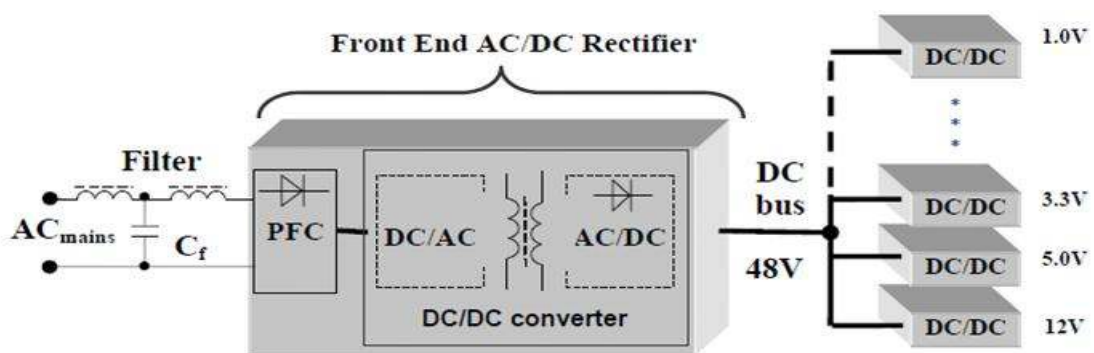 Front End AC/DC Rectifier
Filter
ACmains
Cf
PFC
DC/AC
AC/DC
DC/DC converter
DC
bus
48V
DC/DC
1.0V
* * *
DC/DC
3.3V
DC/DC
5.0V
DC/DC
12V